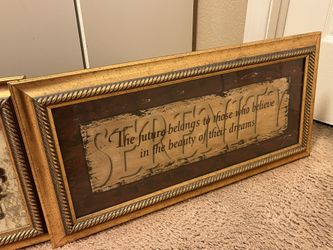 SERENITY
The future belongs to those who believe
in the beauty of their dreams.